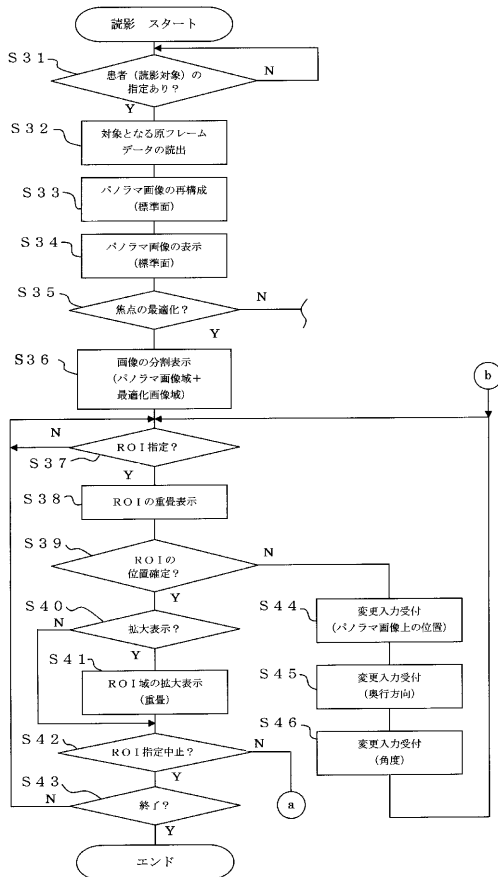 読影 スタート
S31
患者(読影対象)の
指定あり?
N
Y
S32
対象となる原フレーム
データの読出
S33
パノラマ画像の再構成
(標準面)
S34
パノラマ画像の表示
(標準面)
S35
焦点の最適化?
N
Y
S36
画像の分割表示
(パノラマ画像域+
最適化画像域)
b
N
ROI指定?
S37
Y
S38
ROIの重畳表示
S39
ROIの
位置確定?
N
Y
S40
N
拡大表示?
Y
S41
ROI域の拡大表示
(重畳)
S42
ROI指定中止?
N
Y
a
S43
N
終了?
Y
エンド
S44
変更入力受付
(パノラマ画像上の位置)
S45
変更入力受付
(奥行方向)
S46
変更入力受付
(角度)